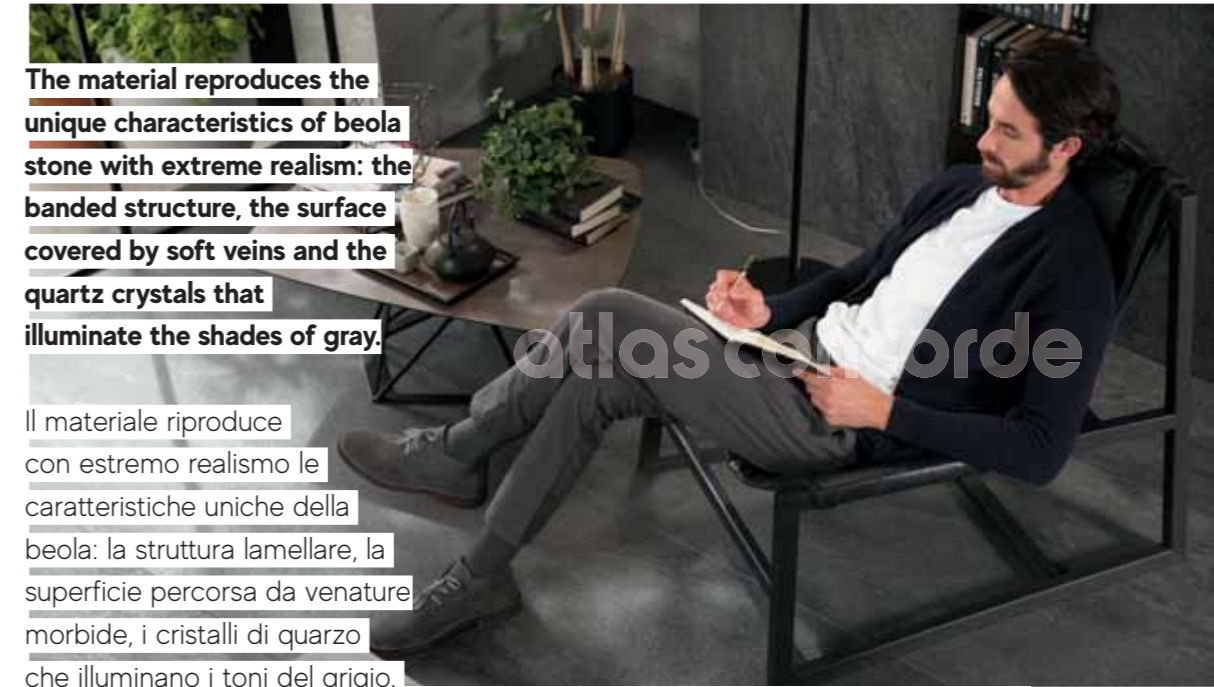 The material reproduces the
unique characteristics of beola
stone with extreme realism: the
banded structure, the surface
covered by soft veins and the
quartz crystals that
illuminate the shades of gray.
Il materiale riproduce
con estremo realismo le
caratteristiche uniche della
beola: la struttura lamellare, la
superficie percorsa da venature
morbide, i cristalli di quarzo
che illuminano i toni del grigio.
atlas concorde